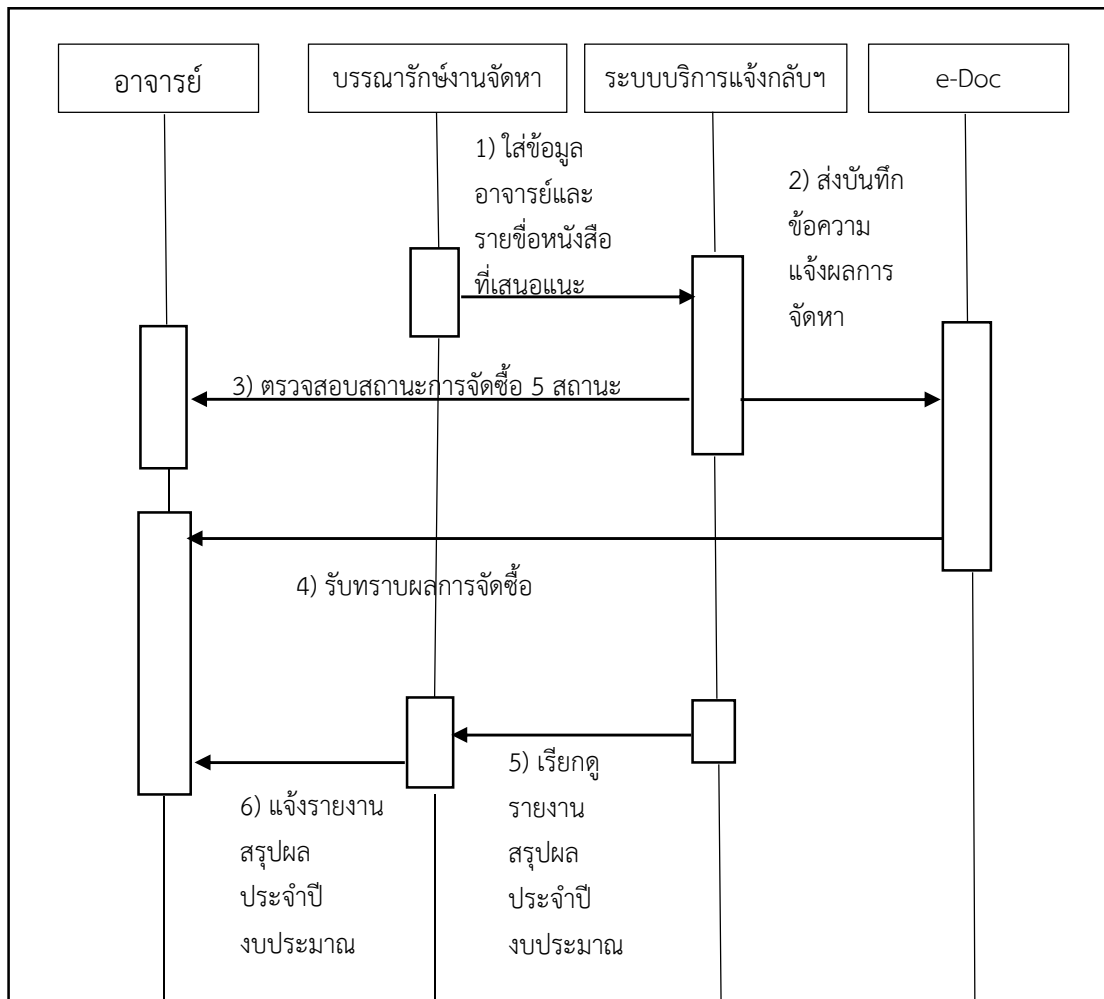 อาจารย์
บรรณารักษ์งานจัดหา
ระบบบริการแจ้งกลับฯ
e-Doc
1) ใส่ข้อมูล
อาจารย์และ
รายชื่อหนังสือ
ที่เสนอแนะ
2) ส่งบันทึก
ข้อความ
แจ้งผลการ
จัดหา
3) ตรวจสอบสถานะการจัดซื้อ 5 สถานะ
4) รับทราบผลการจัดซื้อ
5) เรียกดู
รายงาน
สรุปผล
ประจำปี
งบประมาณ
6) แจ้งรายงาน
สรุปผล
ประจำปี
งบประมาณ